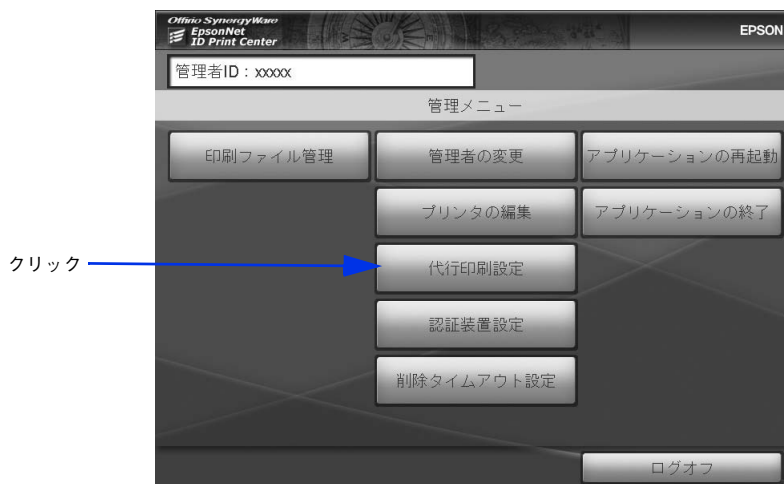 Offirio SynergyWare
EpsonNet
ID Print Center
EPSON
管理者ID：xxxxx
管理メニュー
印刷ファイル管理
管理者の変更
アプリケーションの再起動
プリンタの編集
アプリケーションの終了
クリック
代行印刷設定
認証装置設定
削除タイムアウト設定
ログオフ